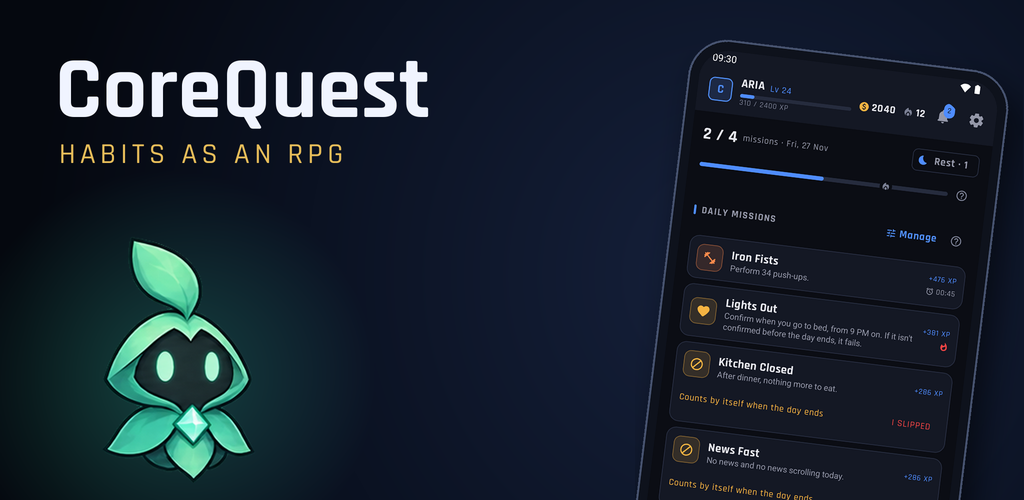 CoreQuest
HABITS AS AN RPG
09:30
C
ARIA Lv 24
310 / 2400 XP
2040
12
2
2 / 4 missions · Fri, 27 Nov
Rest · 1
DAILY MISSIONS
Manage
Iron Fists
Perform 34 push-ups.
+476 XP
00:45
Lights Out
Confirm when you go to bed, from 9 PM on. If it isn't
confirmed before the day ends, it fails.
+381 XP
Kitchen Closed
After dinner, nothing more to eat.
+286 XP
Counts by itself when the day ends
I SLIPPED
News Fast
No news and no news scrolling today.
+286 XP
Counts by itself when the day ends